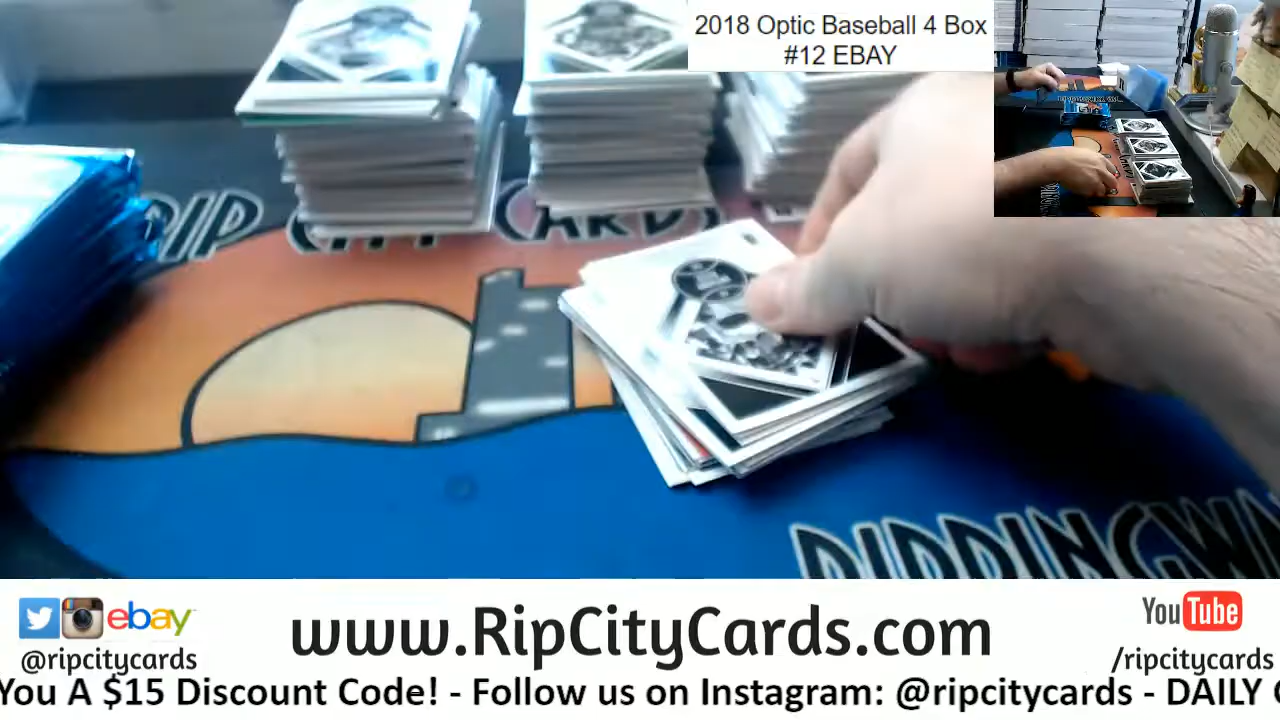 2018 Optic Baseball 4 Box
#12 EBAY
RIP CITY CARDS
RIPPINGWA
ebay
@ripcitycards
www.RipCityCards.com
YouTube
/ripcitycards
You A $15 Discount Code! - Follow us on Instagram: @ripcitycards - DAILY